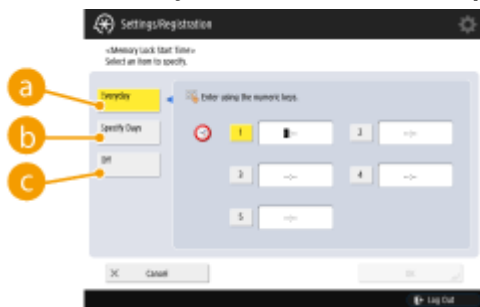 Settings/Registration
<Memory Lock Start Time>
Select an item to specify.
a
Everyday
Enter using the numeric keys.
b
Specify Days
1
--:--
2
--:--
c
Off
3
--:--
4
--:--
5
--:--
Cancel
OK
Log Out